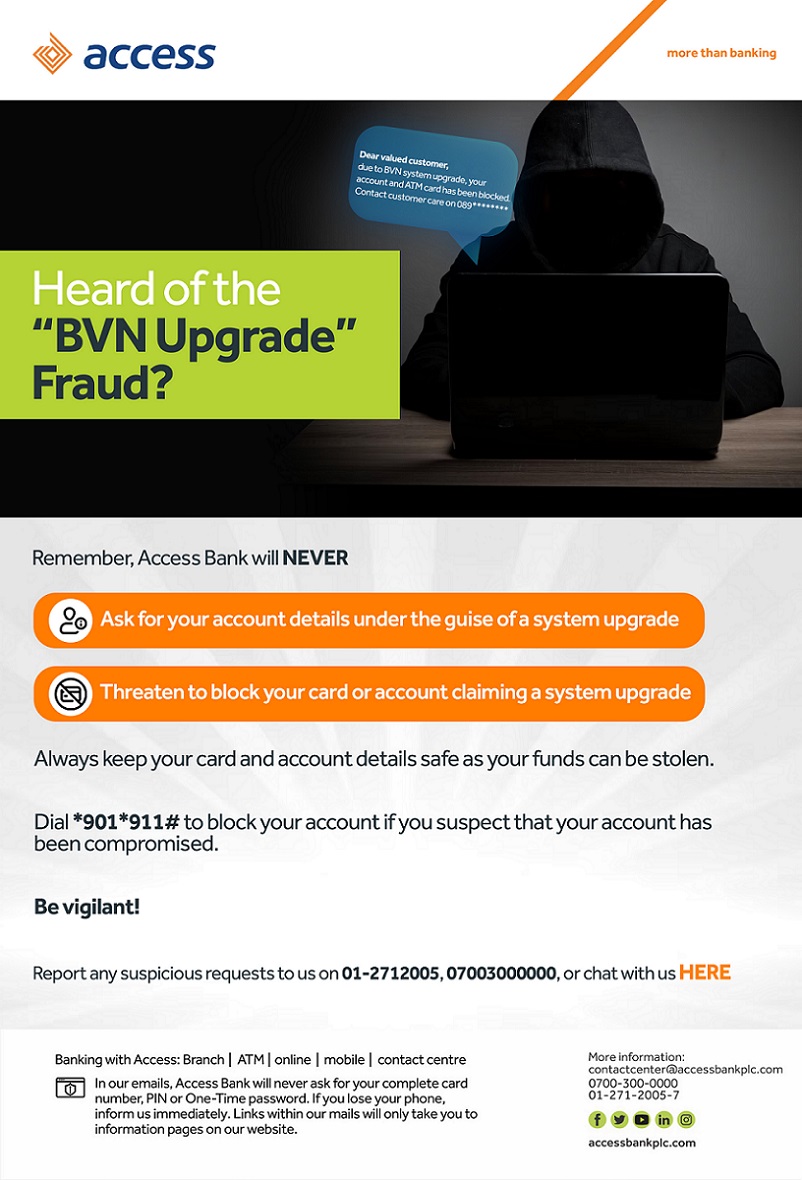 access
more than banking
Dear valued customer,
due to BVN system upgrade, your
account and ATM card has been blocked.
Contact customer care on 089********
Heard of the
“BVN Upgrade”
Fraud?
Remember, Access Bank will NEVER
Ask for your account details under the guise of a system upgrade
Threaten to block your card or account claiming a system upgrade
Always keep your card and account details safe as your funds can be stolen.
Dial *901*911# to block your account if you suspect that your account has
been compromised.
Be vigilant!
Report any suspicious requests to us on 01-2712005, 07003000000, or chat with us HERE
Banking with Access: Branch | ATM | online | mobile | contact centre
In our emails, Access Bank will never ask for your complete card
number, PIN or One-Time password. If you lose your phone,
inform us immediately. Links within our mails will only take you to
information pages on our website.
More information:
contactcenter@accessbankplc.com
0700-300-0000
01-271-2005-7
accessbankplc.com